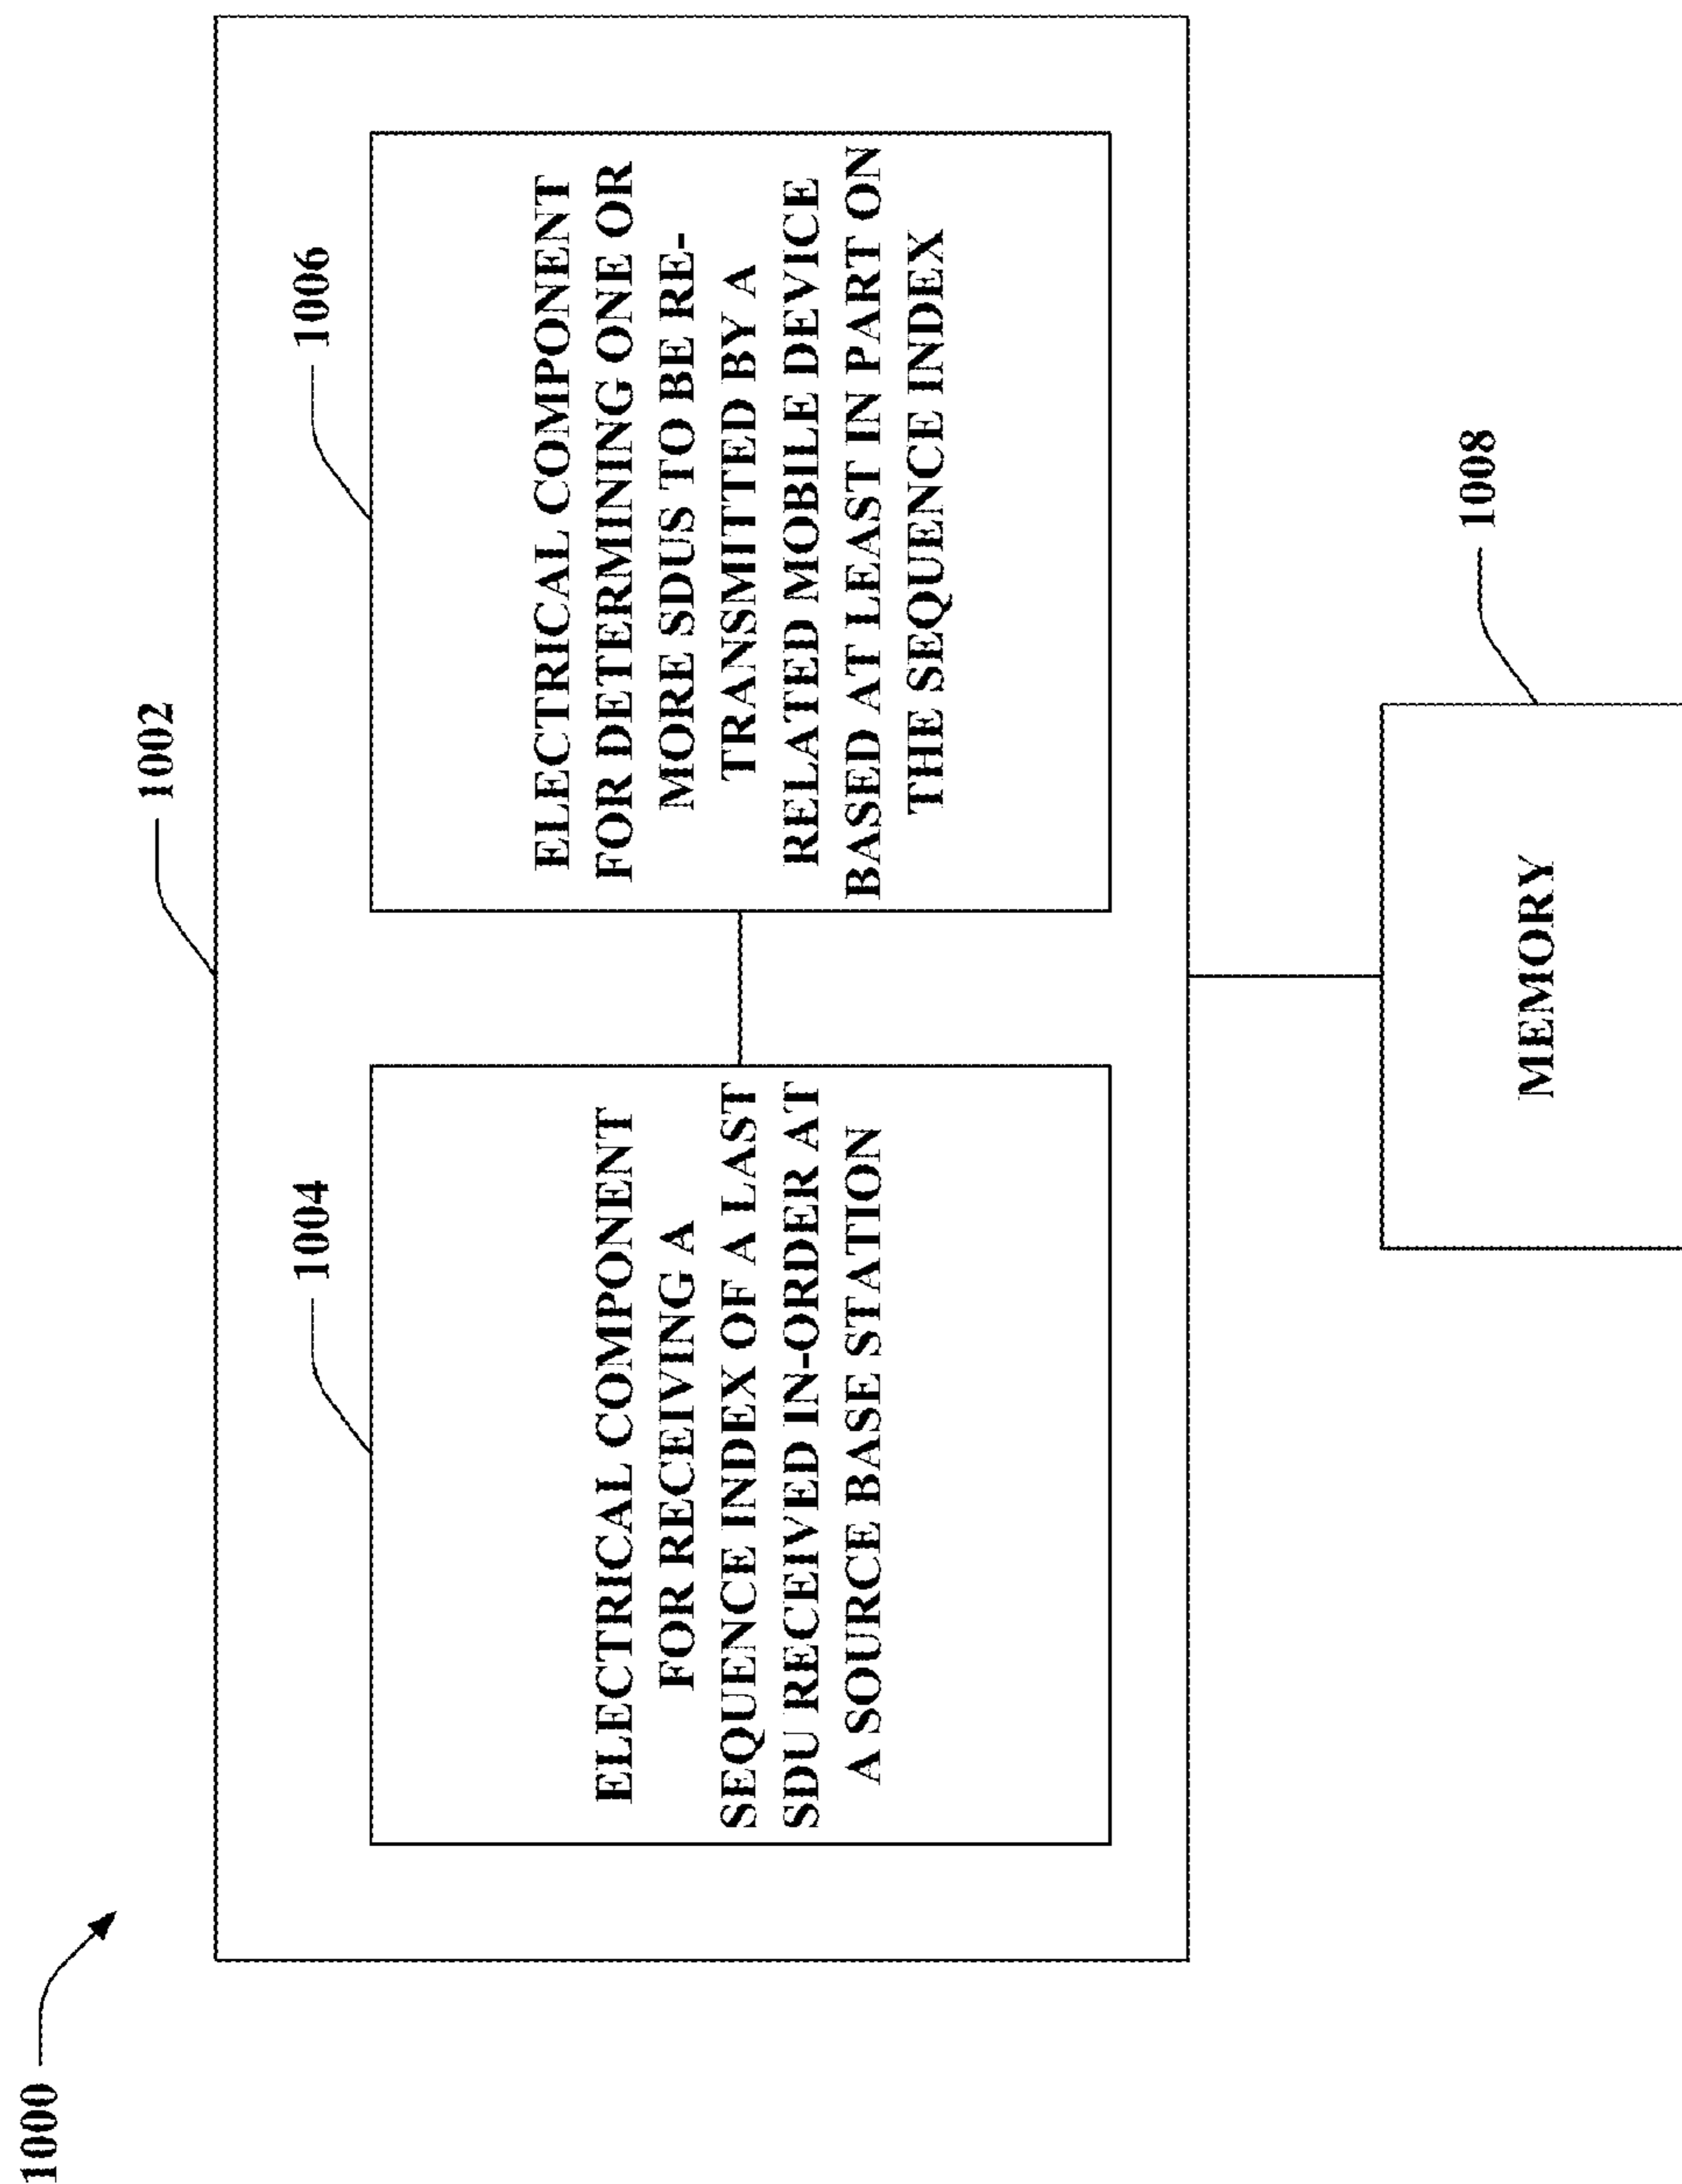 1000
1002
1004
ELECTRICAL COMPONENT
FOR RECEIVING A
SEQUENCE INDEX OF A LAST
SDU RECEIVED IN-ORDER AT
A SOURCE BASE STATION
1006
ELECTRICAL COMPONENT
FOR DETERMINING ONE OR
MORE SDUS TO BE RE-
TRANSMITTED BY A
RELATED MOBILE DEVICE
BASED AT LEAST IN PART ON
THE SEQUENCE INDEX
1008
MEMORY